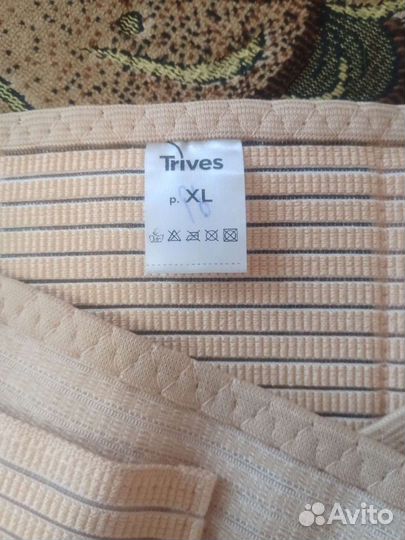 Trives
р. XL
Avito